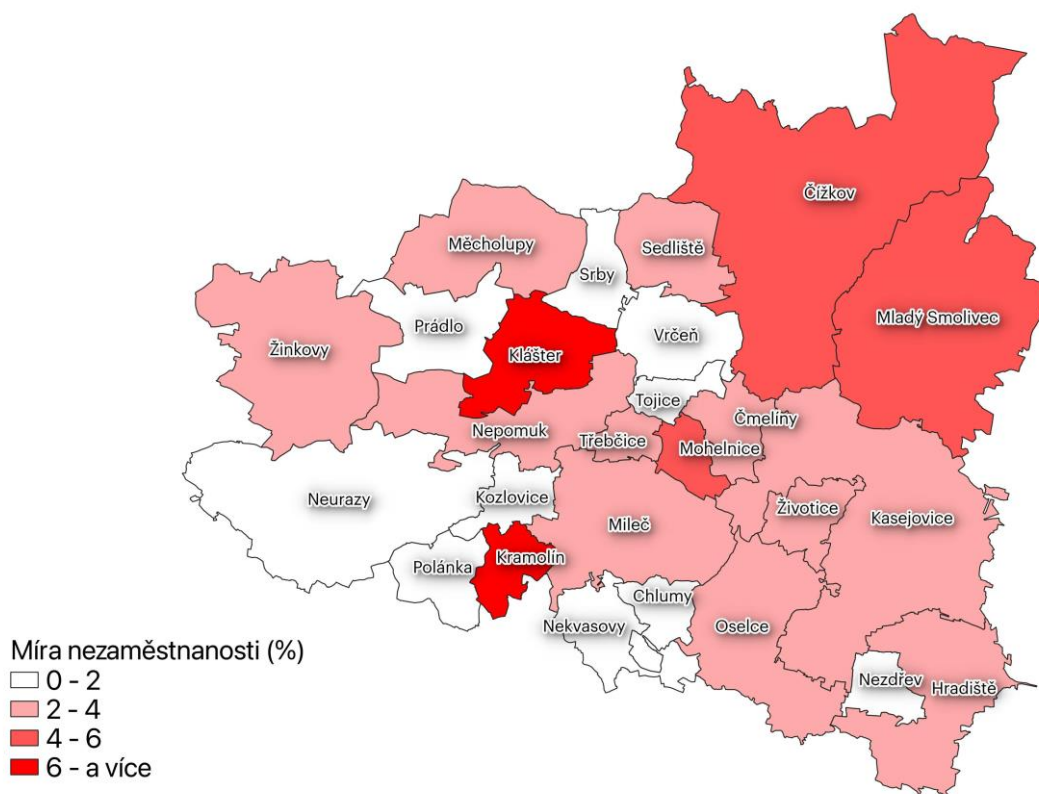 Čížkov
Měcholupy
Sedliště
Srby
Mladý Smolivec
Prádlo
Vrčeň
Žinkovy
Klášter
Tojice
Čmelíny
Nepomuk
Třebčice
Mohelnice
Neurazy
Kozlovice
Životice
Kasejovice
Mileč
Kramolín
Polánka
Chlumy
Nekvasovy
Oselce
Nezdřev
Hradiště
Míra nezaměstnanosti (%)
0 - 2
2 - 4
4 - 6
6 - a více